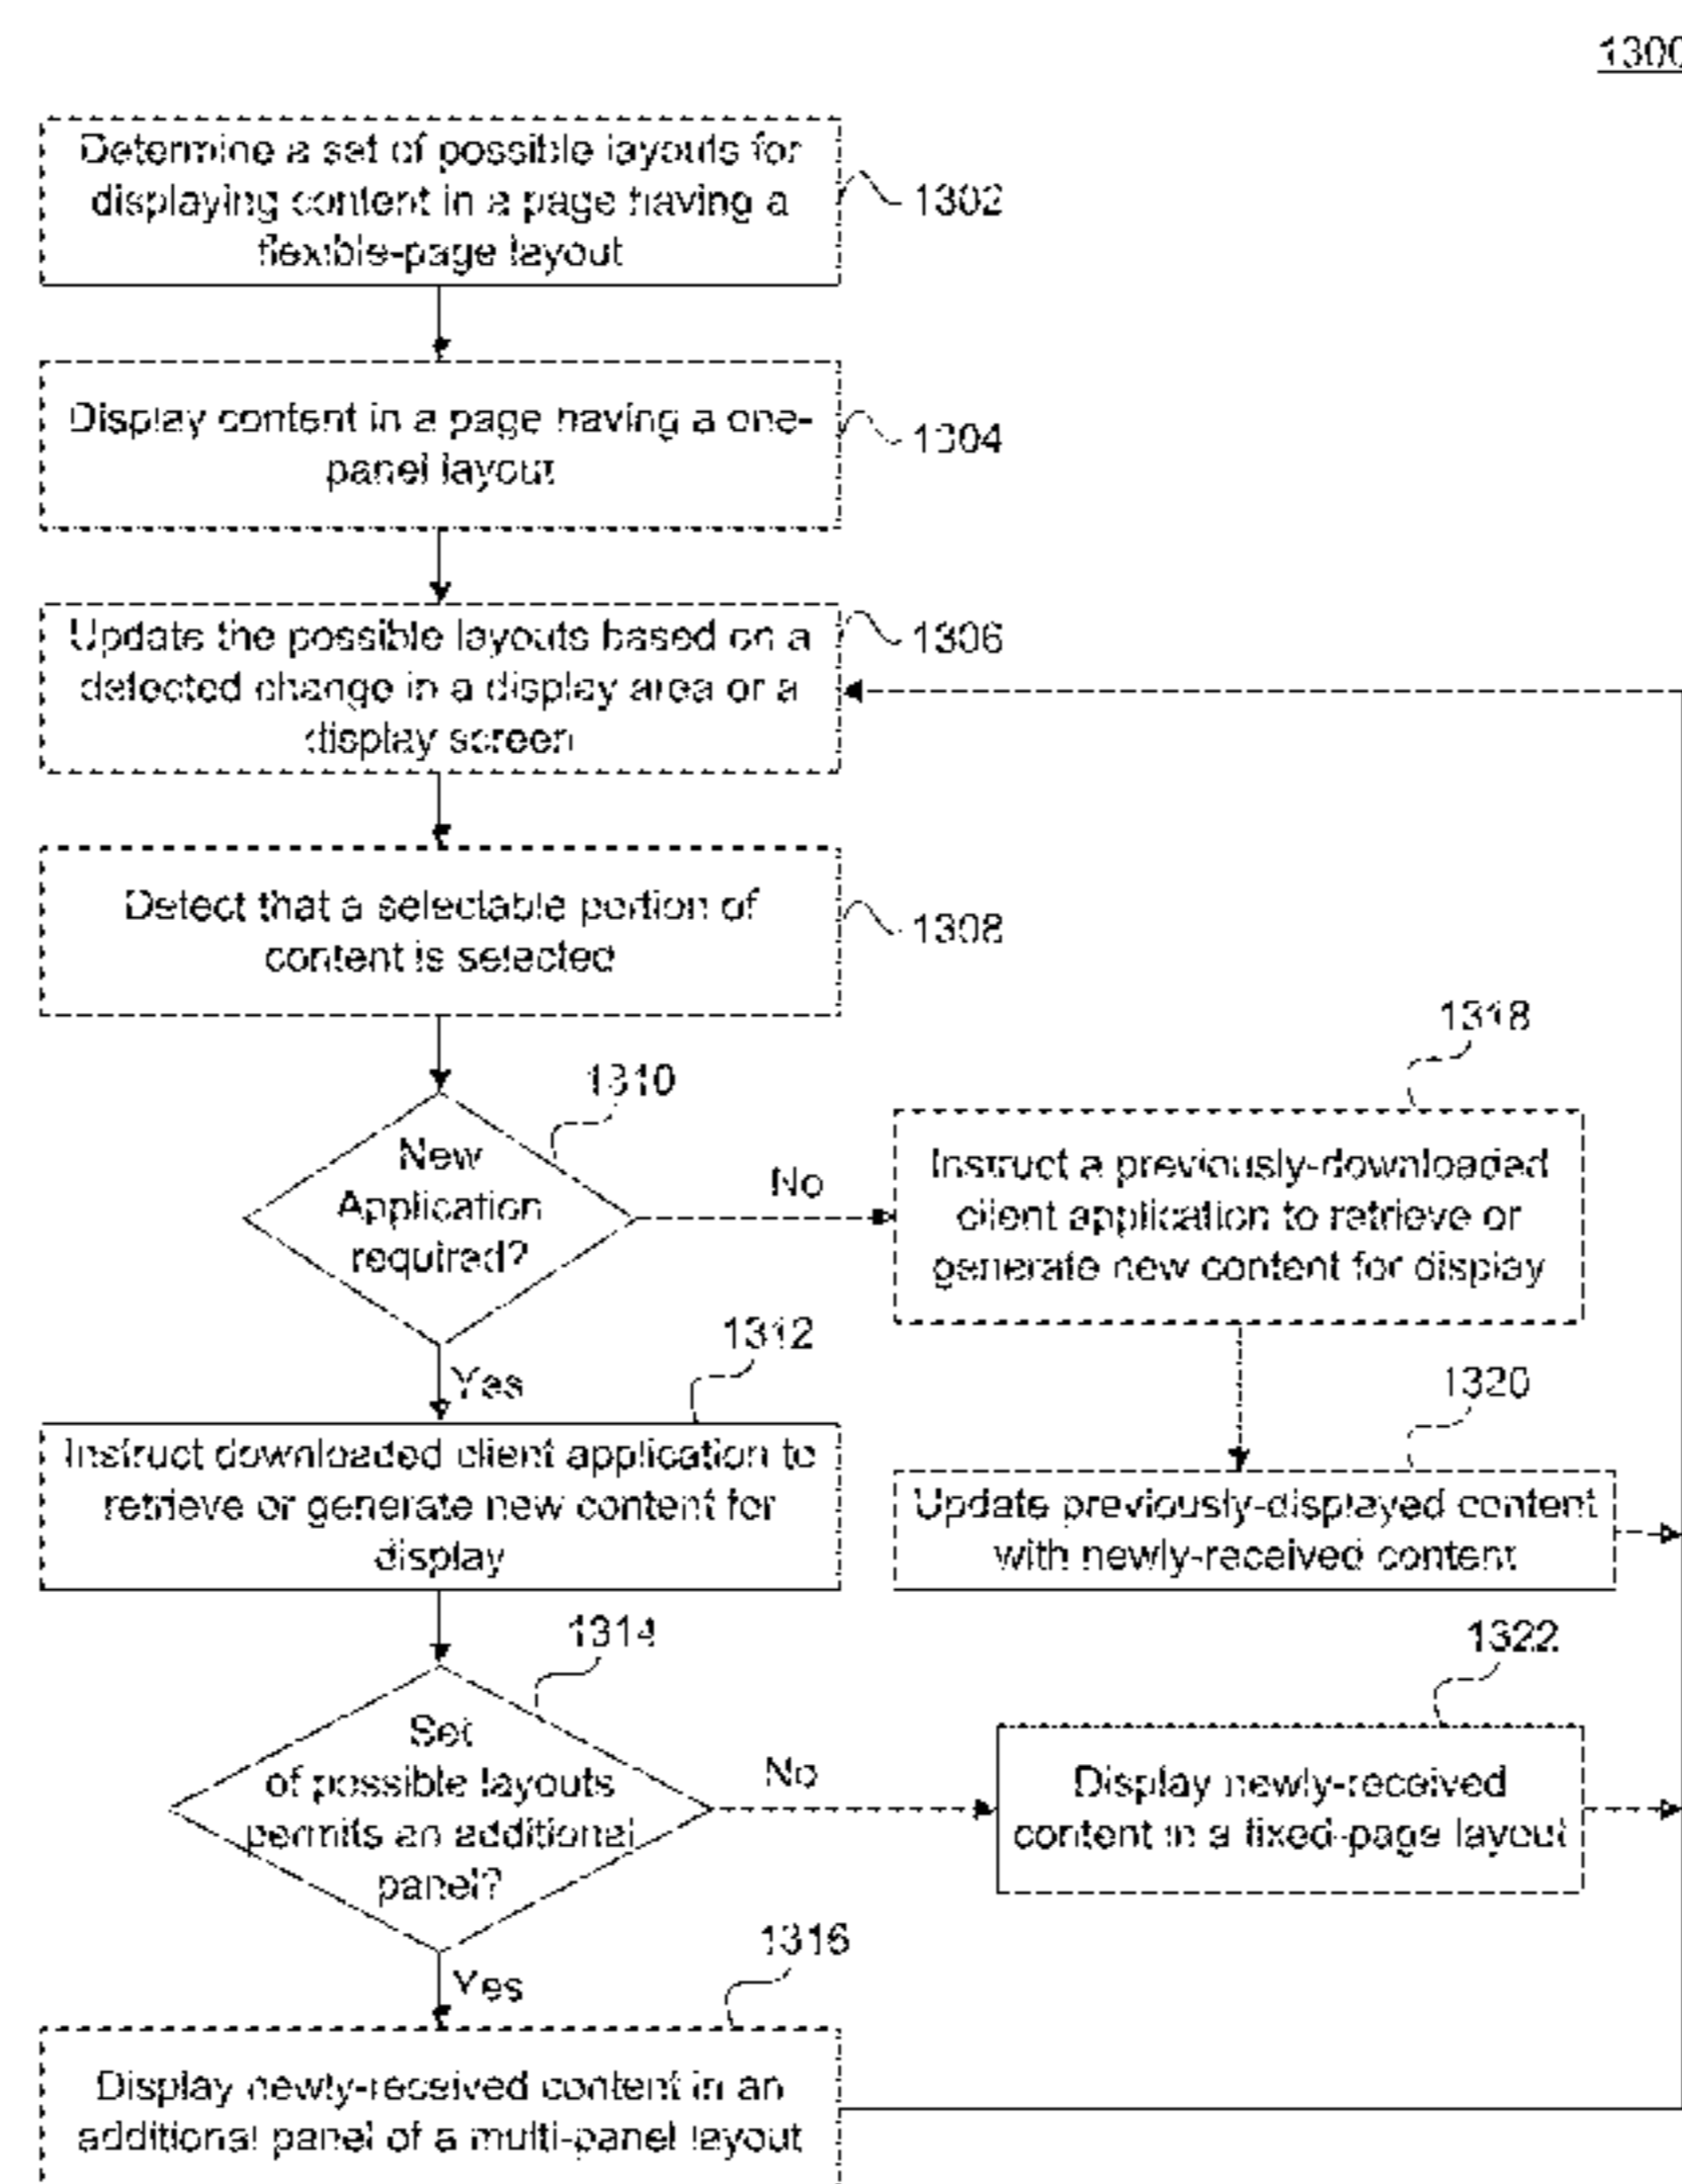 1300
Determine a set of possible layouts for
displaying content in a page having a
flexible-page layout
1302
Display content in a page having a one-
panel layout
1304
Update the possible layouts based on a
detected change in a display area or a
display screen
1306
Detect that a selectable portion of
content is selected
1308
New
Application
required?
1310
No
Yes
Instruct a previously-downloaded
client application to retrieve or
generate new content for display
1318
Instruct downloaded client application to
retrieve or generate new content for
display
1312
Update previously-displayed content
with newly-received content
1320
Set
of possible layouts
permits an additional
panel?
1314
No
Yes
Display newly-received
content in a fixed-page layout
1322
Display newly-received content in an
additional panel of a multi-panel layout
1316